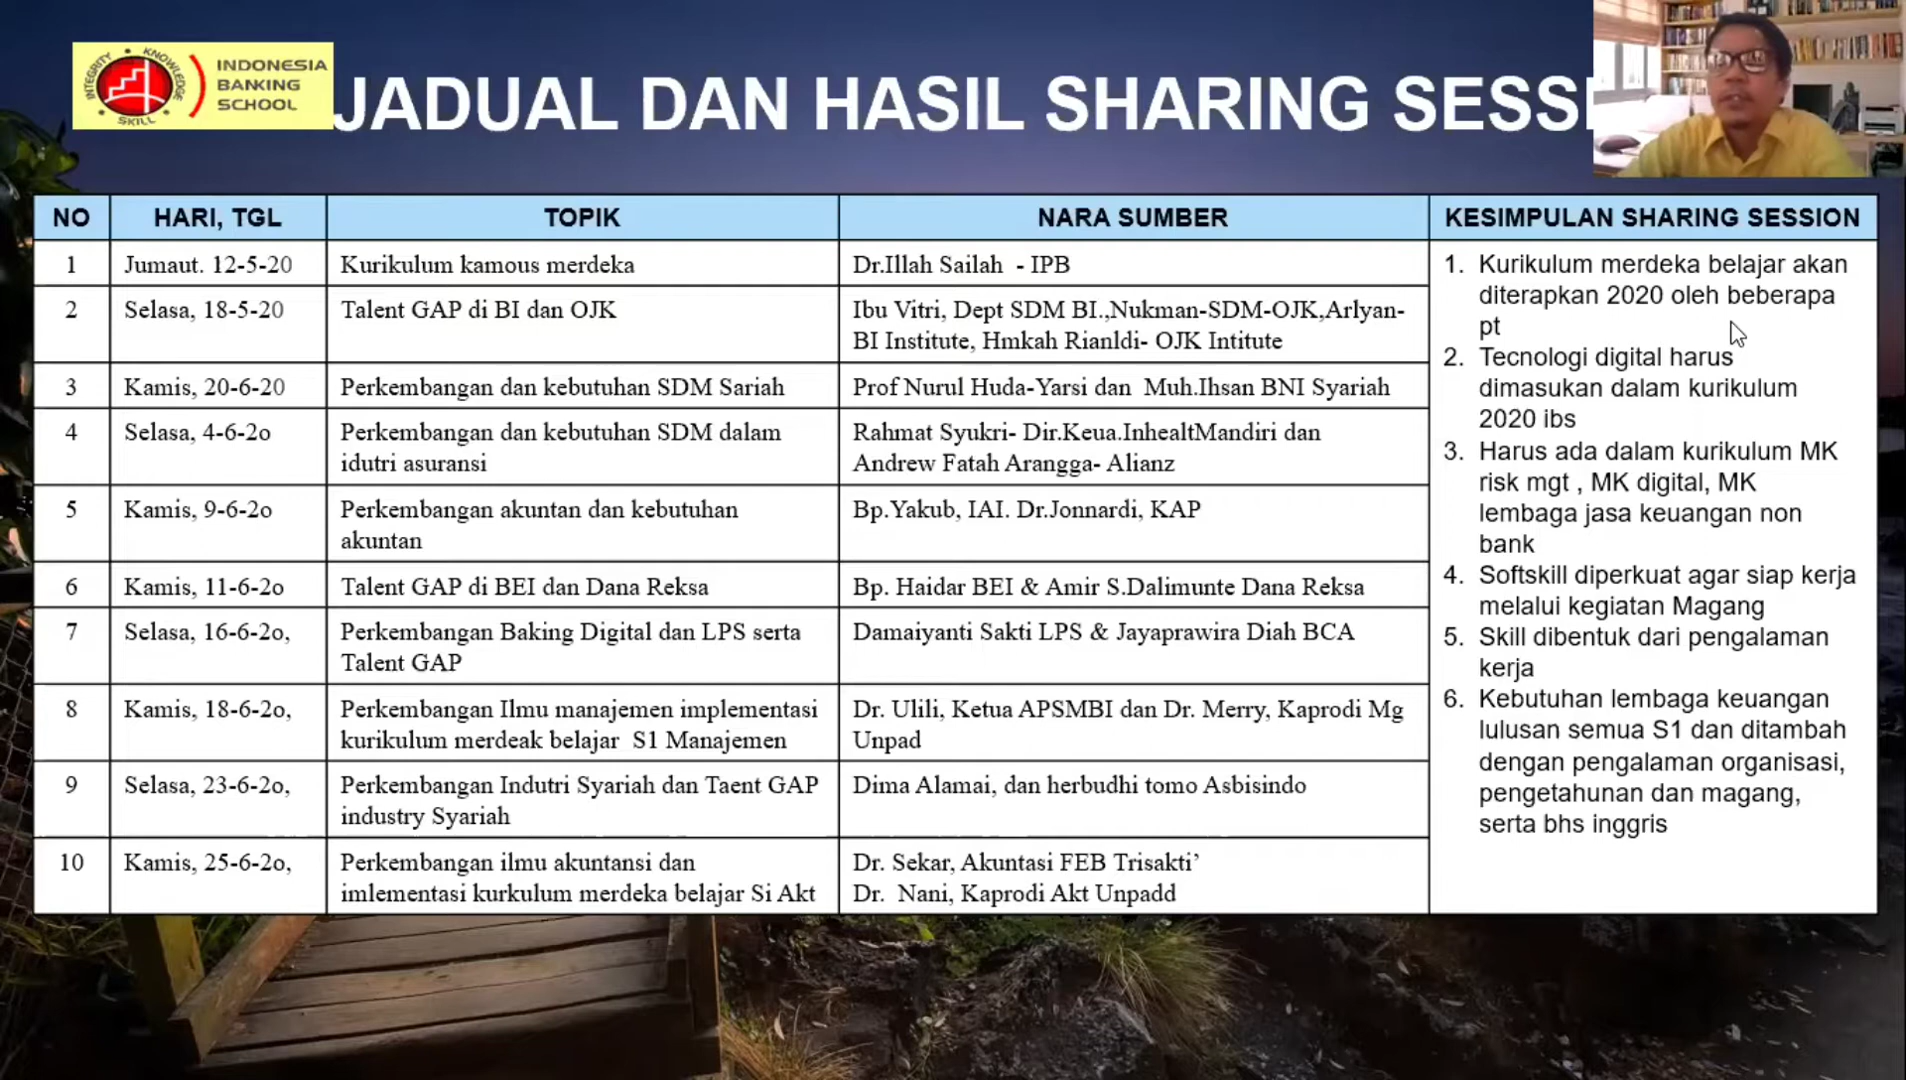 INTEGRITY
KNOWLEDGE
SKILL
INDONESIA
BANKING
SCHOOL
JADUAL DAN HASIL SHARING SESSI
NO
HARI, TGL
TOPIK
NARA SUMBER
KESIMPULAN SHARING SESSION
1
Jumaut. 12-5-20
Kurikulum kamous merdeka
Dr.Illah Sailah - IPB
2
Selasa, 18-5-20
Talent GAP di BI dan OJK
Ibu Vitri, Dept SDM BI.,Nukman-SDM-OJK,Arlyan-
BI Institute, Hmkah Rianldi- OJK Intitute
3
Kamis, 20-6-20
Perkembangan dan kebutuhan SDM Sariah
Prof Nurul Huda-Yarsi dan Muh.Ihsan BNI Syariah
4
Selasa, 4-6-2o
Perkembangan dan kebutuhan SDM dalam
idutri asuransi
Rahmat Syukri- Dir.Keua.InhealtMandiri dan
Andrew Fatah Arangga- Alianz
5
Kamis, 9-6-2o
Perkembangan akuntan dan kebutuhan
akuntan
Bp.Yakub, IAI. Dr.Jonnardi, KAP
6
Kamis, 11-6-2o
Talent GAP di BEI dan Dana Reksa
Bp. Haidar BEI & Amir S.Dalimunte Dana Reksa
7
Selasa, 16-6-2o,
Perkembangan Baking Digital dan LPS serta
Talent GAP
Damaiyanti Sakti LPS & Jayaprawira Diah BCA
8
Kamis, 18-6-2o,
Perkembangan Ilmu manajemen implementasi
kurikulum merdeak belajar S1 Manajemen
Dr. Ulili, Ketua APSMBI dan Dr. Merry, Kaprodi Mg
Unpad
9
Selasa, 23-6-2o,
Perkembangan Indutri Syariah dan Taent GAP
industry Syariah
Dima Alamai, dan herbudhi tomo Asbisindo
10
Kamis, 25-6-2o,
Perkembangan ilmu akuntansi dan
imlementasi kurkulum merdeka belajar Si Akt
Dr. Sekar, Akuntasi FEB Trisakti’
Dr. Nani, Kaprodi Akt Unpadd
1. Kurikulum merdeka belajar akan
diterapkan 2020 oleh beberapa
pt
2. Tecnologi digital harus
dimasukan dalam kurikulum
2020 ibs
3. Harus ada dalam kurikulum MK
risk mgt , MK digital, MK
lembaga jasa keuangan non
bank
4. Softskill diperkuat agar siap kerja
melalui kegiatan Magang
5. Skill dibentuk dari pengalaman
kerja
6. Kebutuhan lembaga keuangan
lulusan semua S1 dan ditambah
dengan pengalaman organisasi,
pengetahunan dan magang,
serta bhs inggris